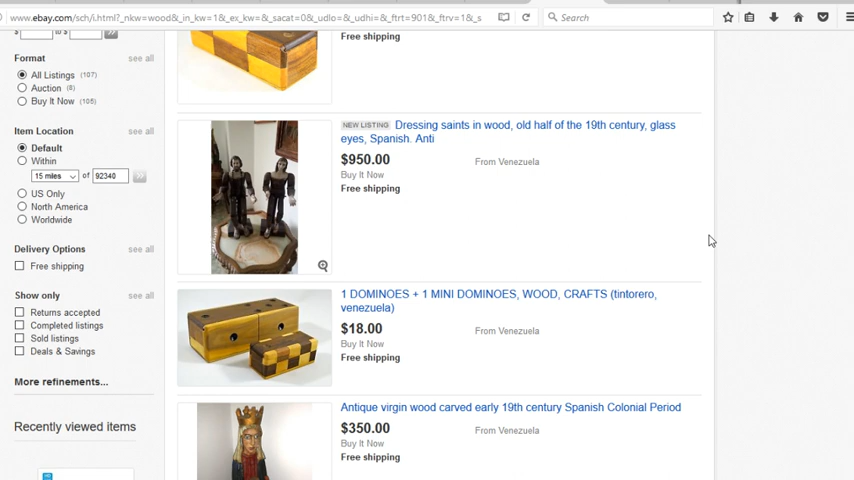 www.ebay.com/sch/i.html?_nkw=wood&_in_kw=1&_ex_kw=&_sacat=0&_udlo=&_udhi=&_ftrt=901&_ftrv=1&_s
Search
$ to $
Free shipping
Format see all
All Listings (107)
Auction (8)
Buy It Now (106)
Item Location see all
Default
Within
15 miles of 92340
US Only
North America
Worldwide
Delivery Options see all
Free shipping
Show only see all
Returns accepted
Completed listings
Sold listings
Deals & Savings
More refinements...
Recently viewed items
NEW LISTING Dressing saints in wood, old half of the 19th century, glass
eyes, Spanish. Anti
$950.00 From Venezuela
Buy It Now
Free shipping
1 DOMINOES + 1 MINI DOMINOES, WOOD, CRAFTS (tintorero,
venezuela)
$18.00 From Venezuela
Buy It Now
Free shipping
Antique virgin wood carved early 19th century Spanish Colonial Period
$350.00 From Venezuela
Buy It Now
Free shipping